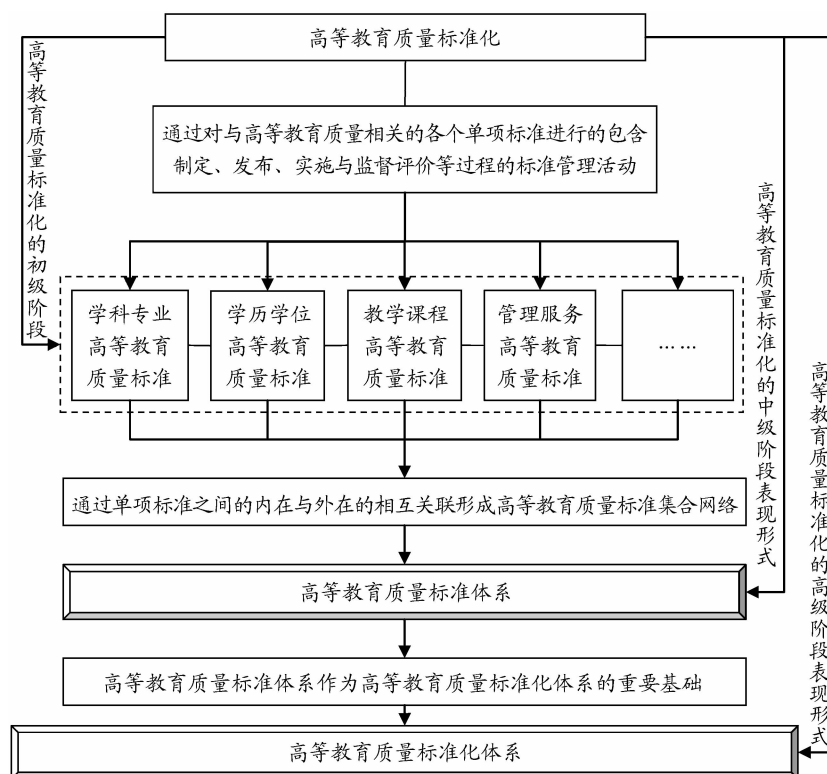 高等教育质量标准化
高等教育质量标准化的初级阶段
通过对与高等教育质量相关的各个单项标准进行的包含
制定、发布、实施与监督评价等过程的标准管理活动
学科专业
高等教育
质量标准
学历学位
高等教育
质量标准
教学课程
高等教育
质量标准
管理服务
高等教育
质量标准
……
高等教育质量标准化的中级阶段表现形式
高等教育质量标准化的高级阶段表现形式
通过单项标准之间的内在与外在的相互关联形成高等教育质量标准集合网络
高等教育质量标准体系
高等教育质量标准体系作为高等教育质量标准化体系的重要基础
高等教育质量标准化体系